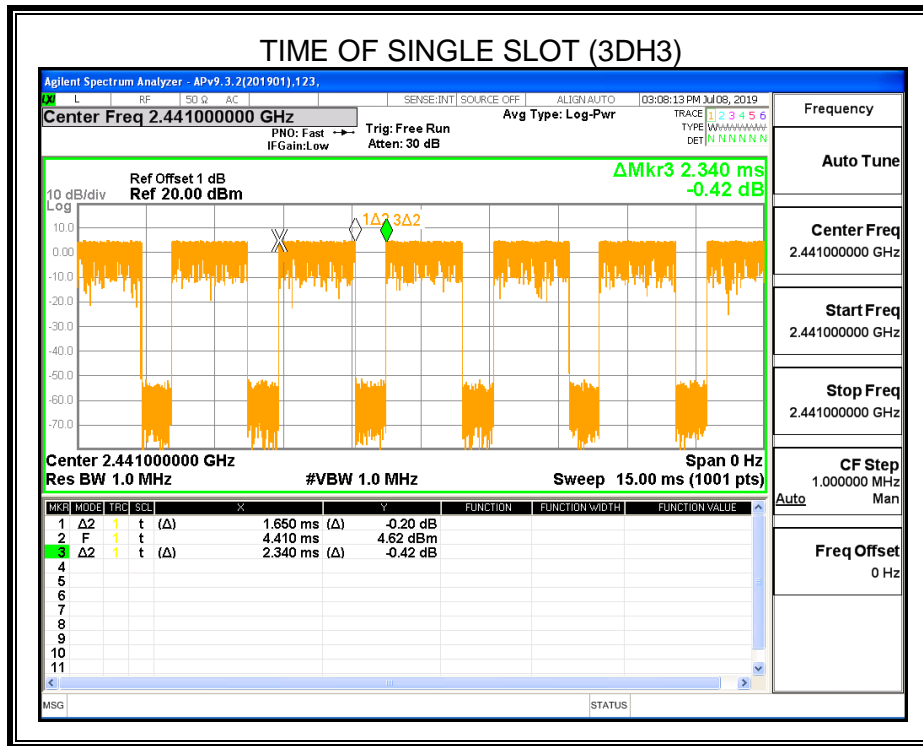 TIME OF SINGLE SLOT (3DH3)
Agilent Spectrum Analyzer - APv9.3.2(201901),123,
LXI L RF 50 Ω AC SENSE:INT SOURCE OFF ALIGN AUTO 03:08:13 PM Jul 08, 2019
Center Freq 2.441000000 GHz
PNO: Fast
IFGain:Low
Trig: Free Run
Atten: 30 dB
Avg Type: Log-Pwr
TRACE 1 2 3 4 5 6
TYPE W
DET N N N N N N
ΔMkr3 2.340 ms
-0.42 dB
Ref Offset 1 dB
10 dB/div Ref 20.00 dBm
Log
1Δ2 3Δ2
10.0
0.00
-10.0
-20.0
-30.0
-40.0
-50.0
-60.0
-70.0
Center 2.441000000 GHz Span 0 Hz
Res BW 1.0 MHz #VBW 1.0 MHz Sweep 15.00 ms (1001 pts)
MKR MODE TRC SCL X Y FUNCTION FUNCTION WIDTH FUNCTION VALUE
1 Δ2 1 t (Δ) 1.650 ms (Δ) -0.20 dB
2 F 1 t 4.410 ms 4.62 dBm
3 Δ2 1 t (Δ) 2.340 ms (Δ) -0.42 dB
4
5
6
7
8
9
10
11
MSG STATUS
Frequency
Auto Tune
Center Freq
2.441000000 GHz
Start Freq
2.441000000 GHz
Stop Freq
2.441000000 GHz
CF Step
1.000000 MHz
Auto Man
Freq Offset
0 Hz